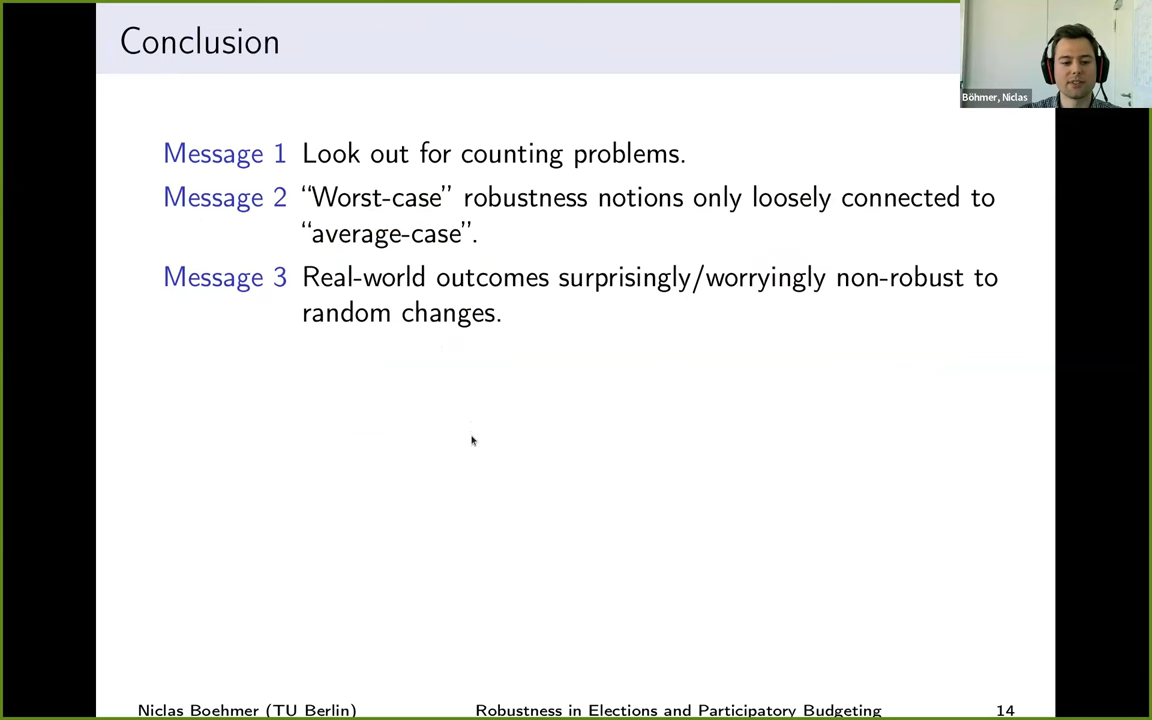 Conclusion
Böhmer, Niclas
Message 1 Look out for counting problems.
Message 2 “Worst-case” robustness notions only loosely connected to
“average-case”.
Message 3 Real-world outcomes surprisingly/worryingly non-robust to
random changes.
Niclas Boehmer (TU Berlin) Robustness in Elections and Participatory Budgeting 14